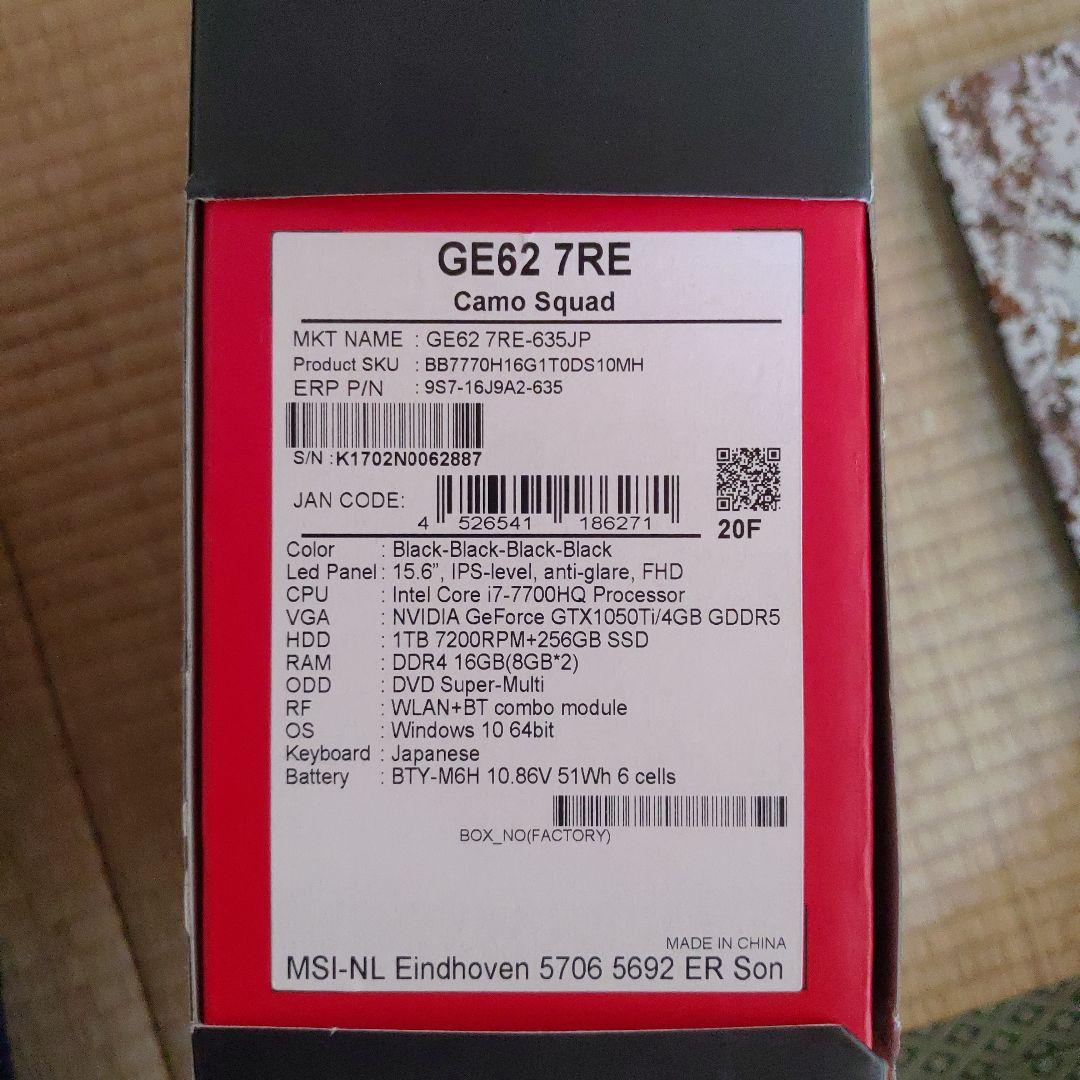 GE62 7RE
Camo Squad
MKT NAME : GE62 7RE-635JP
Product SKU : BB7770H16G1T0DS10MH
ERP P/N : 9S7-16J9A2-635
S/N :K1702N0062887
JAN CODE:
4 526541 186271
20F
Color : Black-Black-Black-Black
Led Panel : 15.6”, IPS-level, anti-glare, FHD
CPU : Intel Core i7-7700HQ Processor
VGA : NVIDIA GeForce GTX1050Ti/4GB GDDR5
HDD : 1TB 7200RPM+256GB SSD
RAM : DDR4 16GB(8GB*2)
ODD : DVD Super-Multi
RF : WLAN+BT combo module
OS : Windows 10 64bit
Keyboard : Japanese
Battery : BTY-M6H 10.86V 51Wh 6 cells
BOX_NO(FACTORY)
MADE IN CHINA
MSI-NL Eindhoven 5706 5692 ER Son